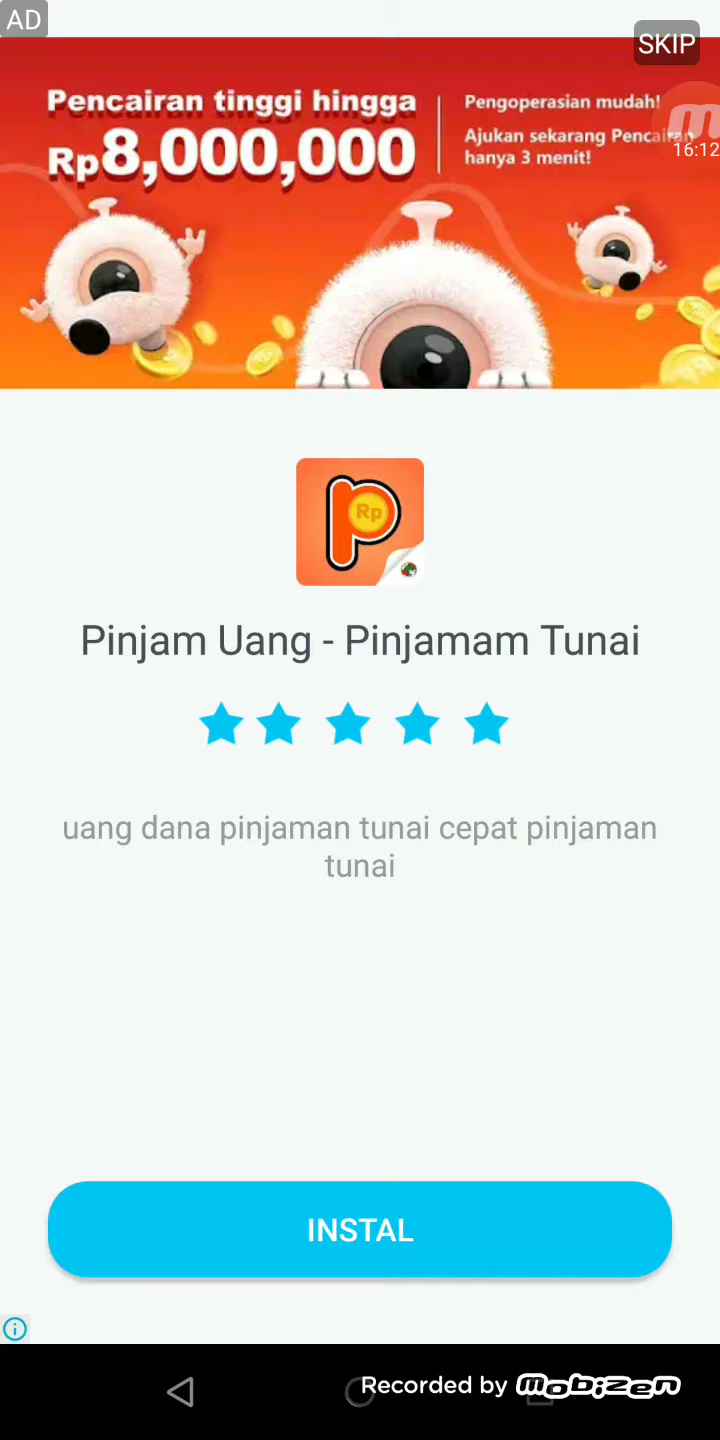 AD
SKIP
Pencairan tinggi hingga
Rp8,000,000
Pengoperasian mudah!
Ajukan sekarang Pencairan
hanya 3 menit!
16:12
Rp
Pinjam Uang - Pinjamam Tunai
uang dana pinjaman tunai cepat pinjaman
tunai
INSTAL
Recorded by mobizen